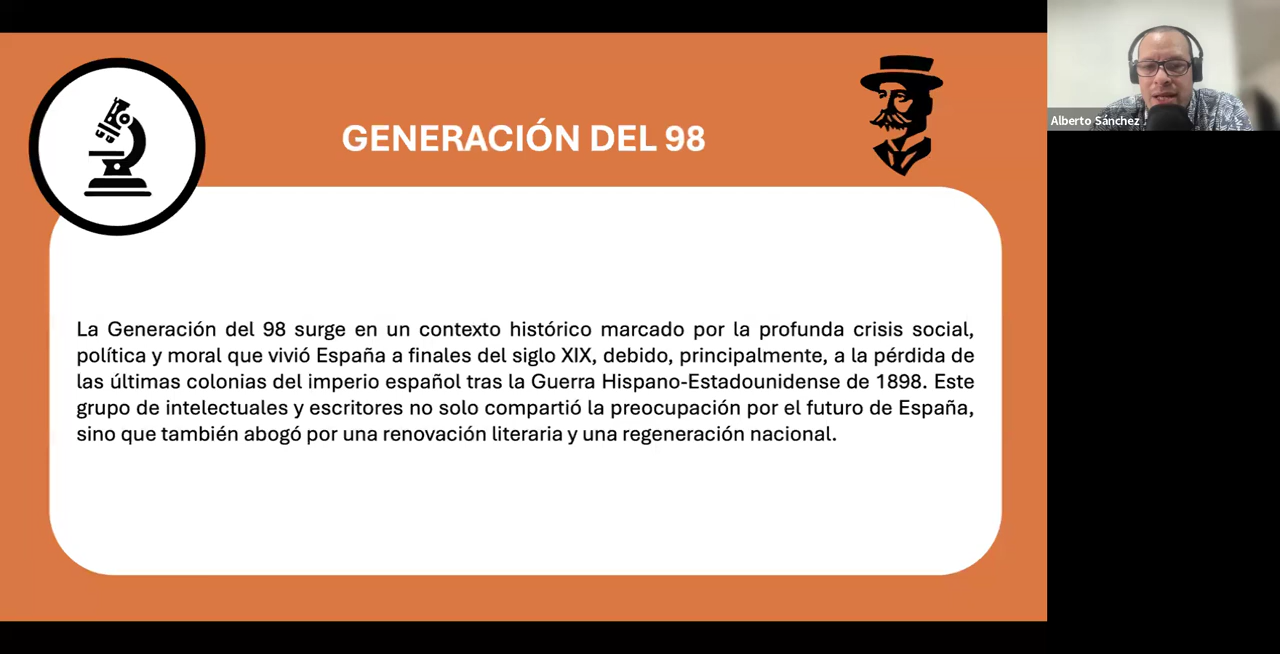 GENERACIÓN DEL 98
Alberto Sánchez
La Generación del 98 surge en un contexto histórico marcado por la profunda crisis social,
política y moral que vivió España a finales del siglo XIX, debido, principalmente, a la pérdida de
las últimas colonias del imperio español tras la Guerra Hispano-Estadounidense de 1898. Este
grupo de intelectuales y escritores no solo compartió la preocupación por el futuro de España,
sino que también abogó por una renovación literaria y una regeneración nacional.